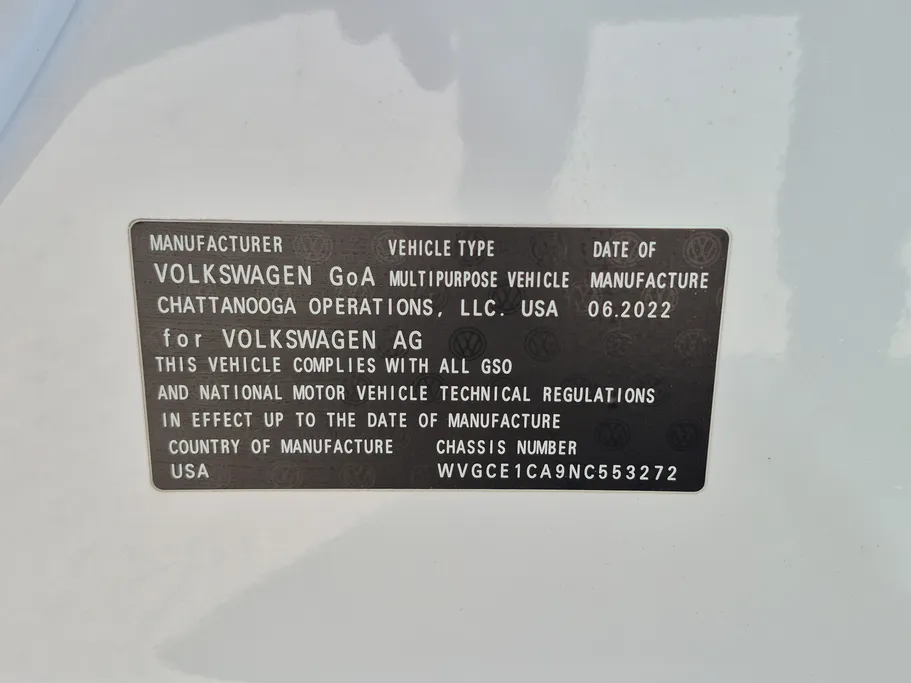 MANUFACTURER VEHICLE TYPE DATE OF
VOLKSWAGEN GoA MULTIPURPOSE VEHICLE MANUFACTURE
CHATTANOOGA OPERATIONS, LLC. USA 06.2022
for VOLKSWAGEN AG
THIS VEHICLE COMPLIES WITH ALL GSO
AND NATIONAL MOTOR VEHICLE TECHNICAL REGULATIONS
IN EFFECT UP TO THE DATE OF MANUFACTURE
COUNTRY OF MANUFACTURE CHASSIS NUMBER
USA WVGCE1CA9NC553272